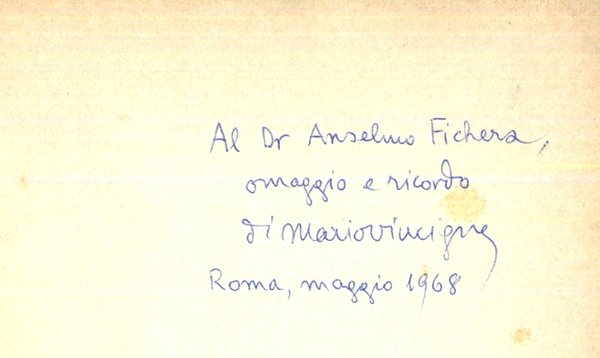 Al Dr Anselmo Fichera,
omaggio e ricordo
di Mario Vinciguerra
Roma, maggio 1968